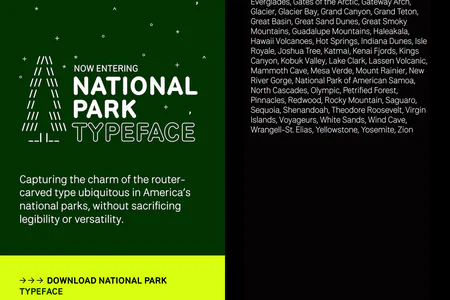 NOW ENTERING
NATIONAL
PARK
TYPEFACE
Capturing the charm of the router-
carved type ubiquitous in America’s
national parks, without sacrificing
legibility or versatility.
→→→ DOWNLOAD NATIONAL PARK
TYPEFACE
Everglades, Gates of the Arctic, Gateway Arch,
Glacier, Glacier Bay, Grand Canyon, Grand Teton,
Great Basin, Great Sand Dunes, Great Smoky
Mountains, Guadalupe Mountains, Haleakala,
Hawaii Volcanoes, Hot Springs, Indiana Dunes, Isle
Royale, Joshua Tree, Katmai, Kenai Fjords, Kings
Canyon, Kobuk Valley, Lake Clark, Lassen Volcanic,
Mammoth Cave, Mesa Verde, Mount Rainier, New
River Gorge, National Park of American Samoa,
North Cascades, Olympic, Petrified Forest,
Pinnacles, Redwood, Rocky Mountain, Saguaro,
Sequoia, Shenandoah, Theodore Roosevelt, Virgin
Islands, Voyageurs, White Sands, Wind Cave,
Wrangell-St. Elias, Yellowstone, Yosemite, Zion